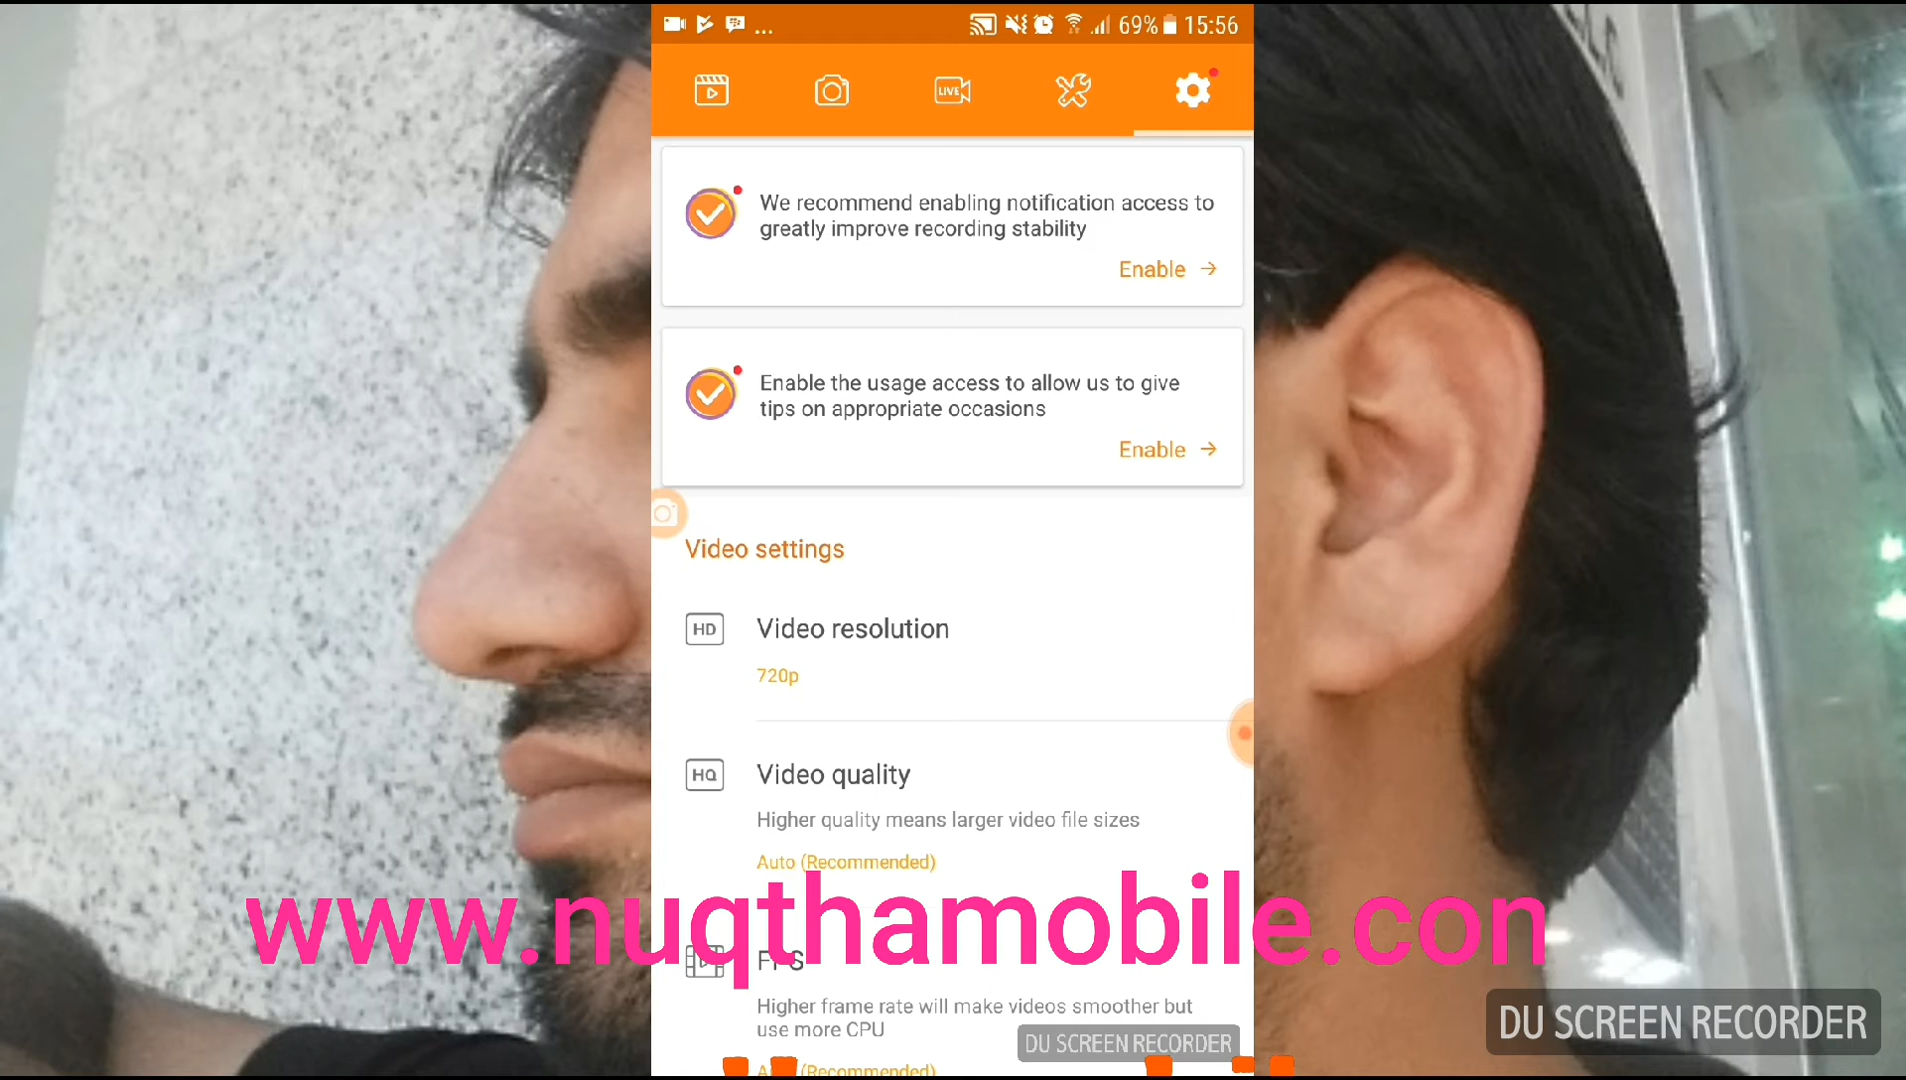 ... 69% 15:56
LIVE
We recommend enabling notification access to
greatly improve recording stability
Enable →
Enable the usage access to allow us to give
tips on appropriate occasions
Enable →
Video settings
HD Video resolution
720p
HQ Video quality
Higher quality means larger video file sizes
Auto (Recommended)
www.nuqthamobile.con
FPS
Higher frame rate will make videos smoother but
use more CPU
DU SCREEN RECORDER
DU SCREEN RECORDER
(Recommended)